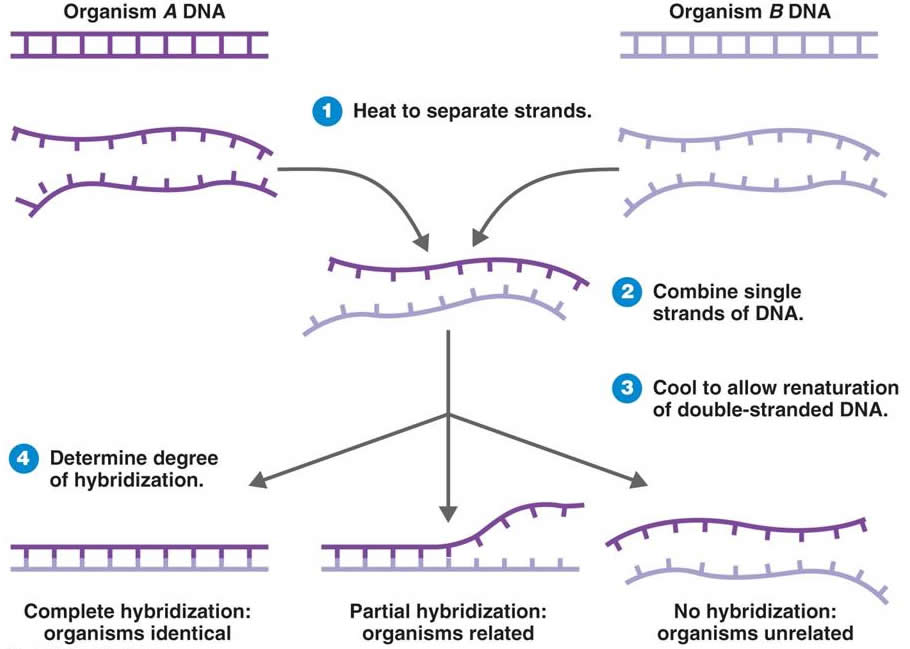 Organism A DNA
Organism B DNA
1 Heat to separate strands.
2 Combine single
strands of DNA.
3 Cool to allow renaturation
of double-stranded DNA.
4 Determine degree
of hybridization.
Complete hybridization:
organisms identical
Partial hybridization:
organisms related
No hybridization:
organisms unrelated